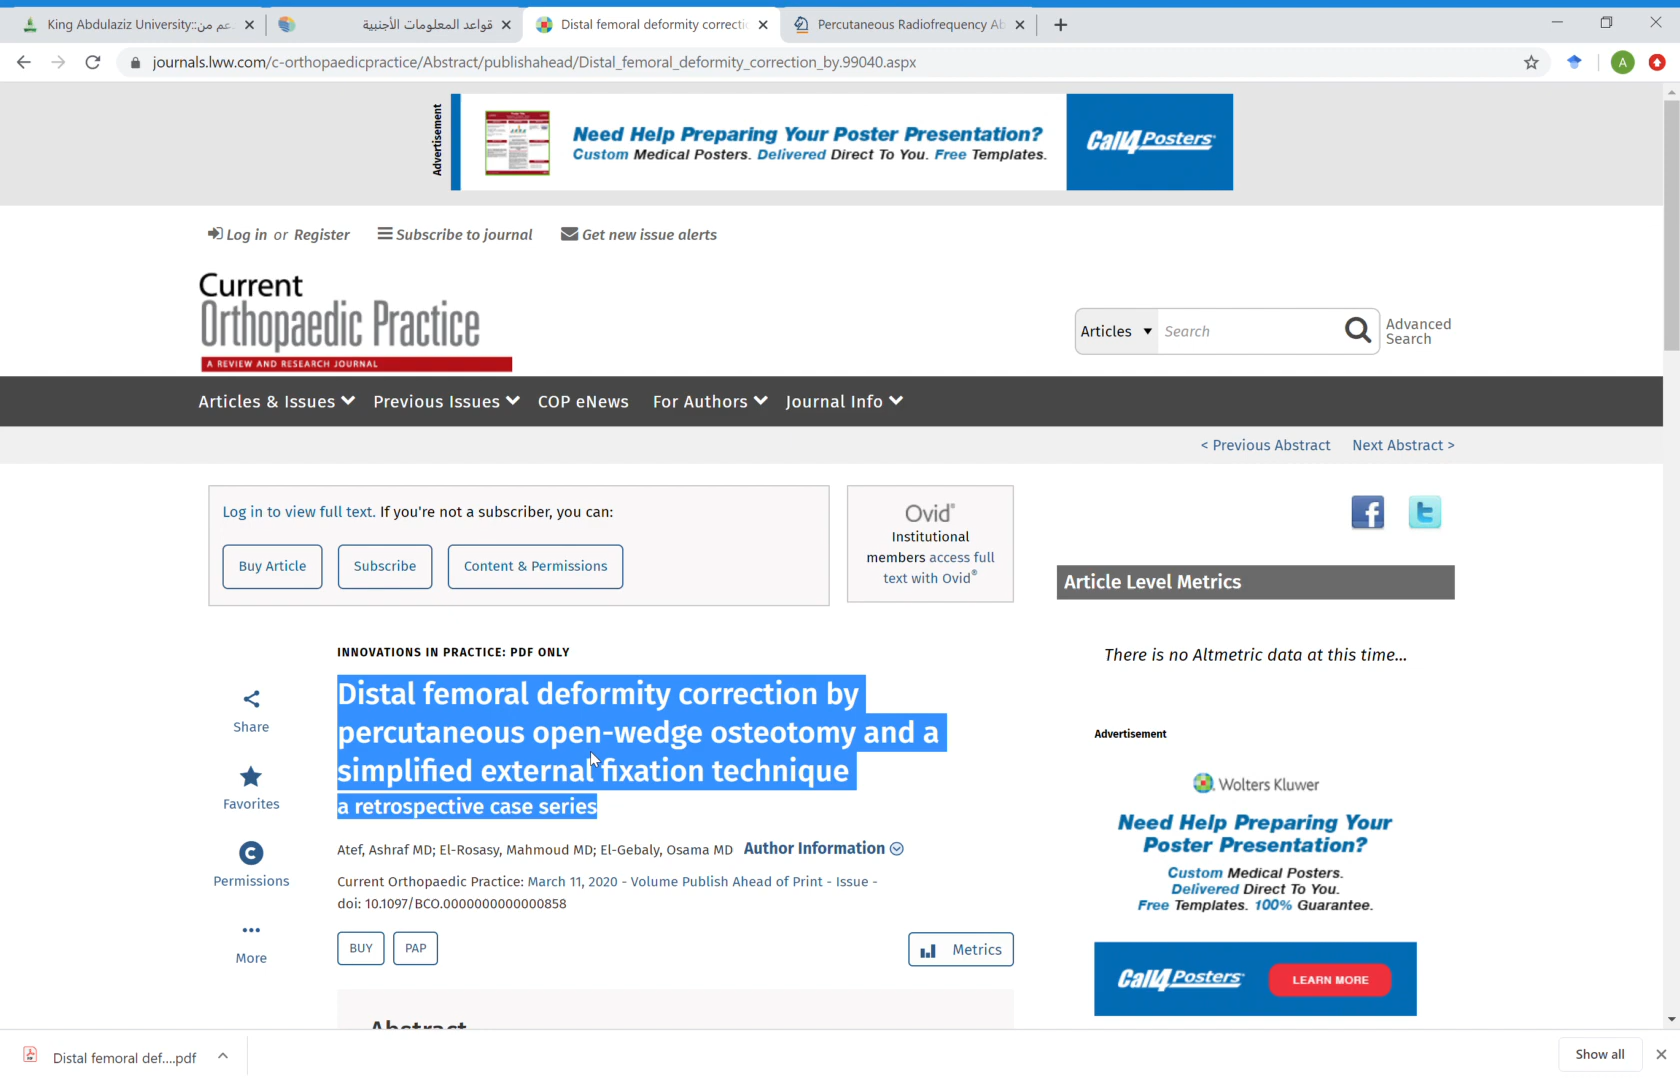 King Abdulaziz University::دعم من
قواعد المعلومات الأجنبية
Distal femoral deformity correcti
Percutaneous Radiofrequency Ab
journals.lww.com/c-orthopaedicpractice/Abstract/publishahead/Distal_femoral_deformity_correction_by.99040.aspx
A
Advertisement
Need Help Preparing Your Poster Presentation?
Custom Medical Posters. Delivered Direct To You. Free Templates.
Call4Posters
Log in or Register
Subscribe to journal
Get new issue alerts
Current
Orthopaedic Practice
A REVIEW AND RESEARCH JOURNAL
Articles
Search
Advanced
Search
Articles & Issues
Previous Issues
COP eNews
For Authors
Journal Info
< Previous Abstract
Next Abstract >
Log in to view full text. If you're not a subscriber, you can:
Buy Article
Subscribe
Content & Permissions
Ovid®
Institutional
members access full
text with Ovid®
f
t
Article Level Metrics
There is no Altmetric data at this time...
INNOVATIONS IN PRACTICE: PDF ONLY
Distal femoral deformity correction by
percutaneous open-wedge osteotomy and a
simplified external fixation technique
a retrospective case series
Share
Favorites
C
Permissions
More
Atef, Ashraf MD; El-Rosasy, Mahmoud MD; El-Gebaly, Osama MD Author Information
Current Orthopaedic Practice: March 11, 2020 - Volume Publish Ahead of Print - Issue -
doi: 10.1097/BCO.0000000000000858
BUY
PAP
Metrics
Abstract
Advertisement
Wolters Kluwer
Need Help Preparing Your
Poster Presentation?
Custom Medical Posters.
Delivered Direct To You.
Free Templates. 100% Guarantee.
Call4Posters
LEARN MORE
Distal femoral def....pdf
Show all